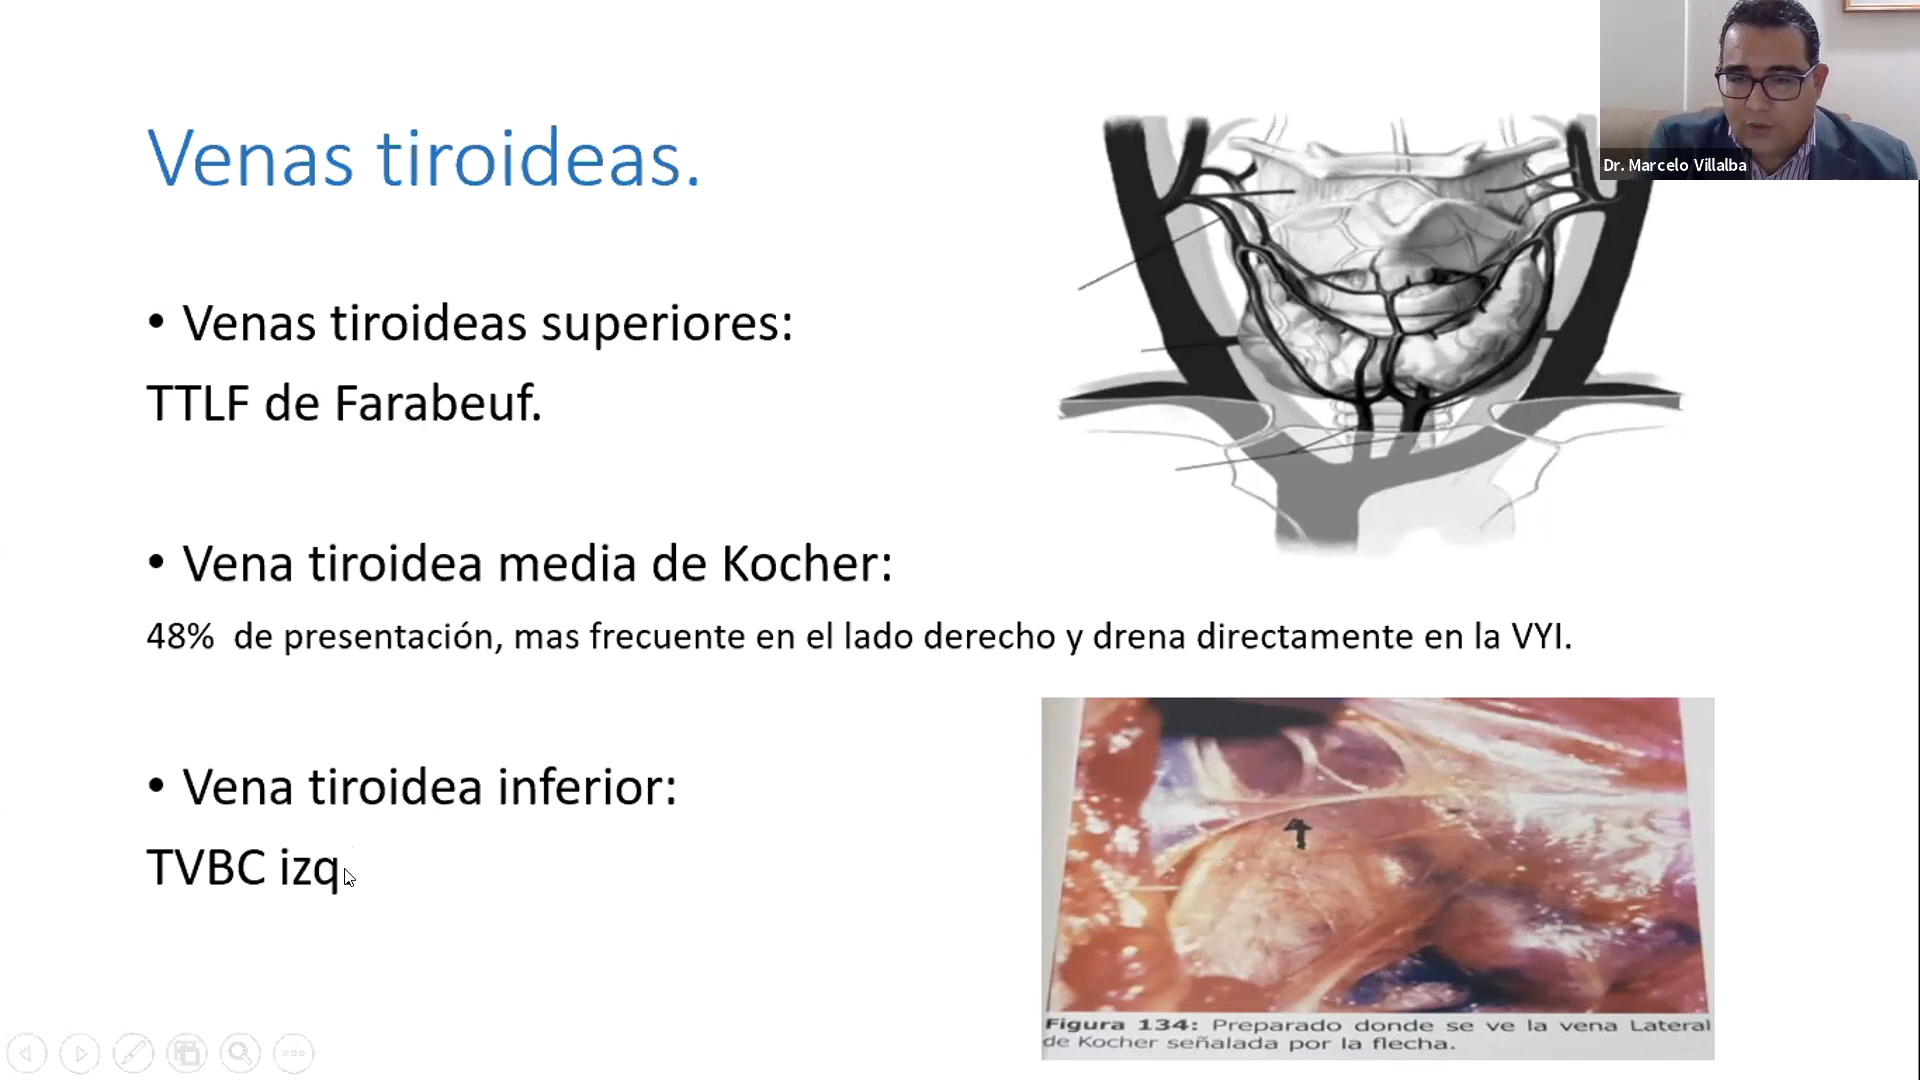 Venas tiroideas.
Dr. Marcelo Villalba
• Venas tiroideas superiores:
TTLF de Farabeuf.
• Vena tiroidea media de Kocher:
48% de presentación, mas frecuente en el lado derecho y drena directamente en la VYI.
• Vena tiroidea inferior:
TVBC izq.
Figura 134: Preparado donde se ve la vena Lateral
de Kocher señalada por la flecha.